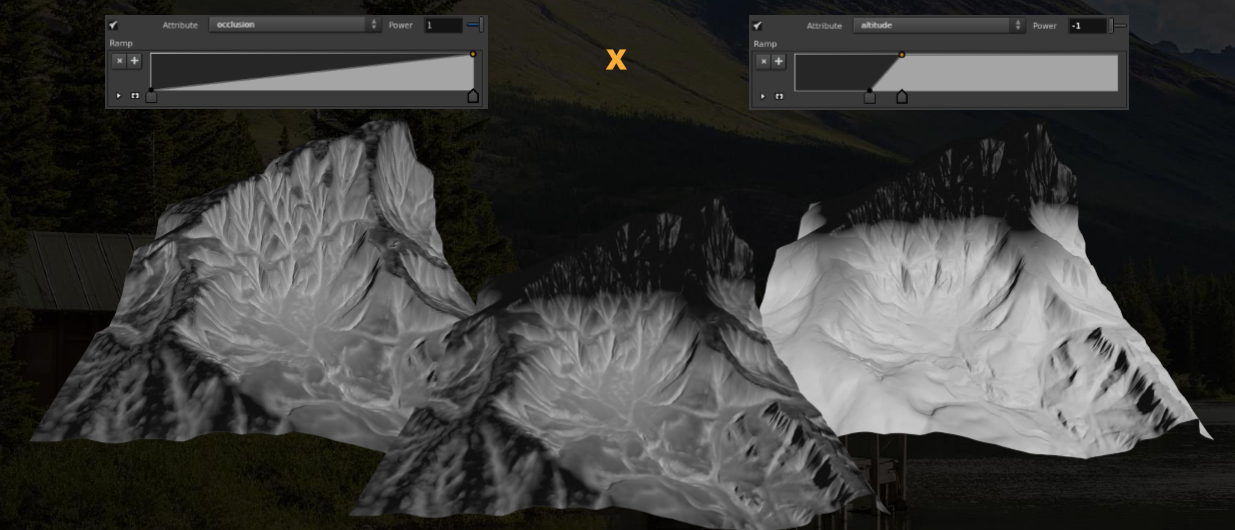 Attribute occlusion Power 1
Ramp
X
Attribute altitude Power -1
Ramp